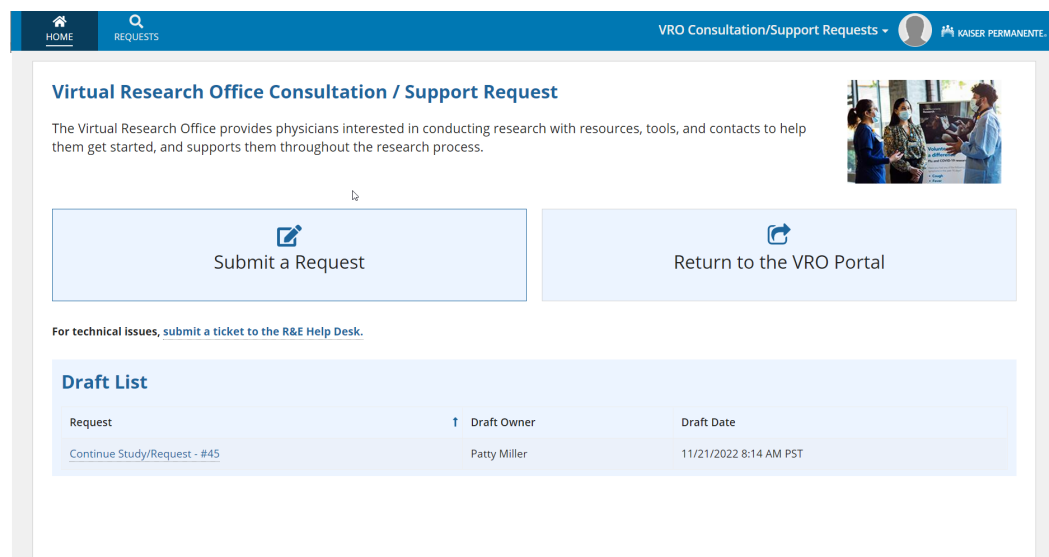 HOME
REQUESTS
VRO Consultation/Support Requests
KAISER PERMANENTE.
Virtual Research Office Consultation / Support Request
The Virtual Research Office provides physicians interested in conducting research with resources, tools, and contacts to help
them get started, and supports them throughout the research process.
Submit a Request
Return to the VRO Portal
For technical issues, submit a ticket to the R&E Help Desk.
Draft List
Request ↑ Draft Owner Draft Date
Continue Study/Request - #45 Patty Miller 11/21/2022 8:14 AM PST